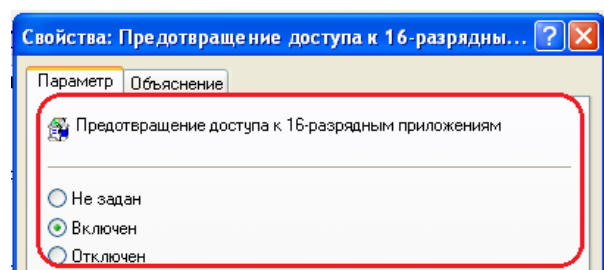 Свойства: Предотвращение доступа к 16-разрядны...
Параметр Объяснение
Предотвращение доступа к 16-разрядным приложениям
Не задан
Включен
Отключен